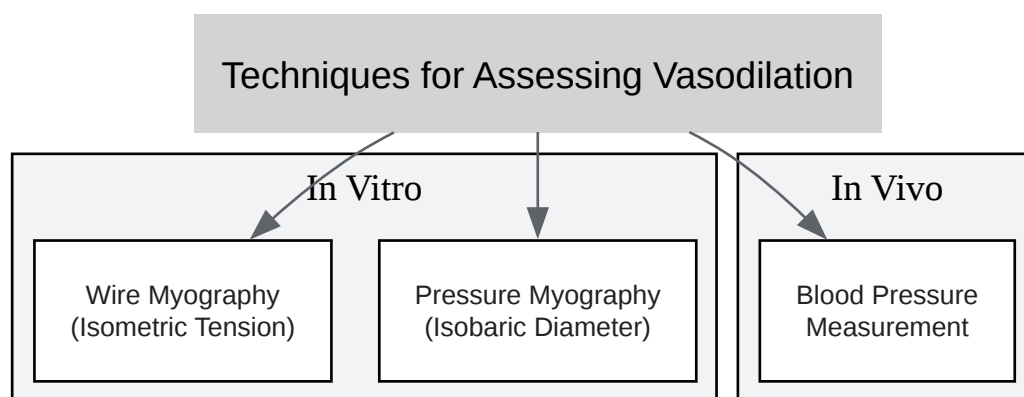 Techniques for Assessing Vasodilation
In Vitro
In Vivo
Wire Myography
(Isometric Tension)
Pressure Myography
(Isobaric Diameter)
Blood Pressure
Measurement